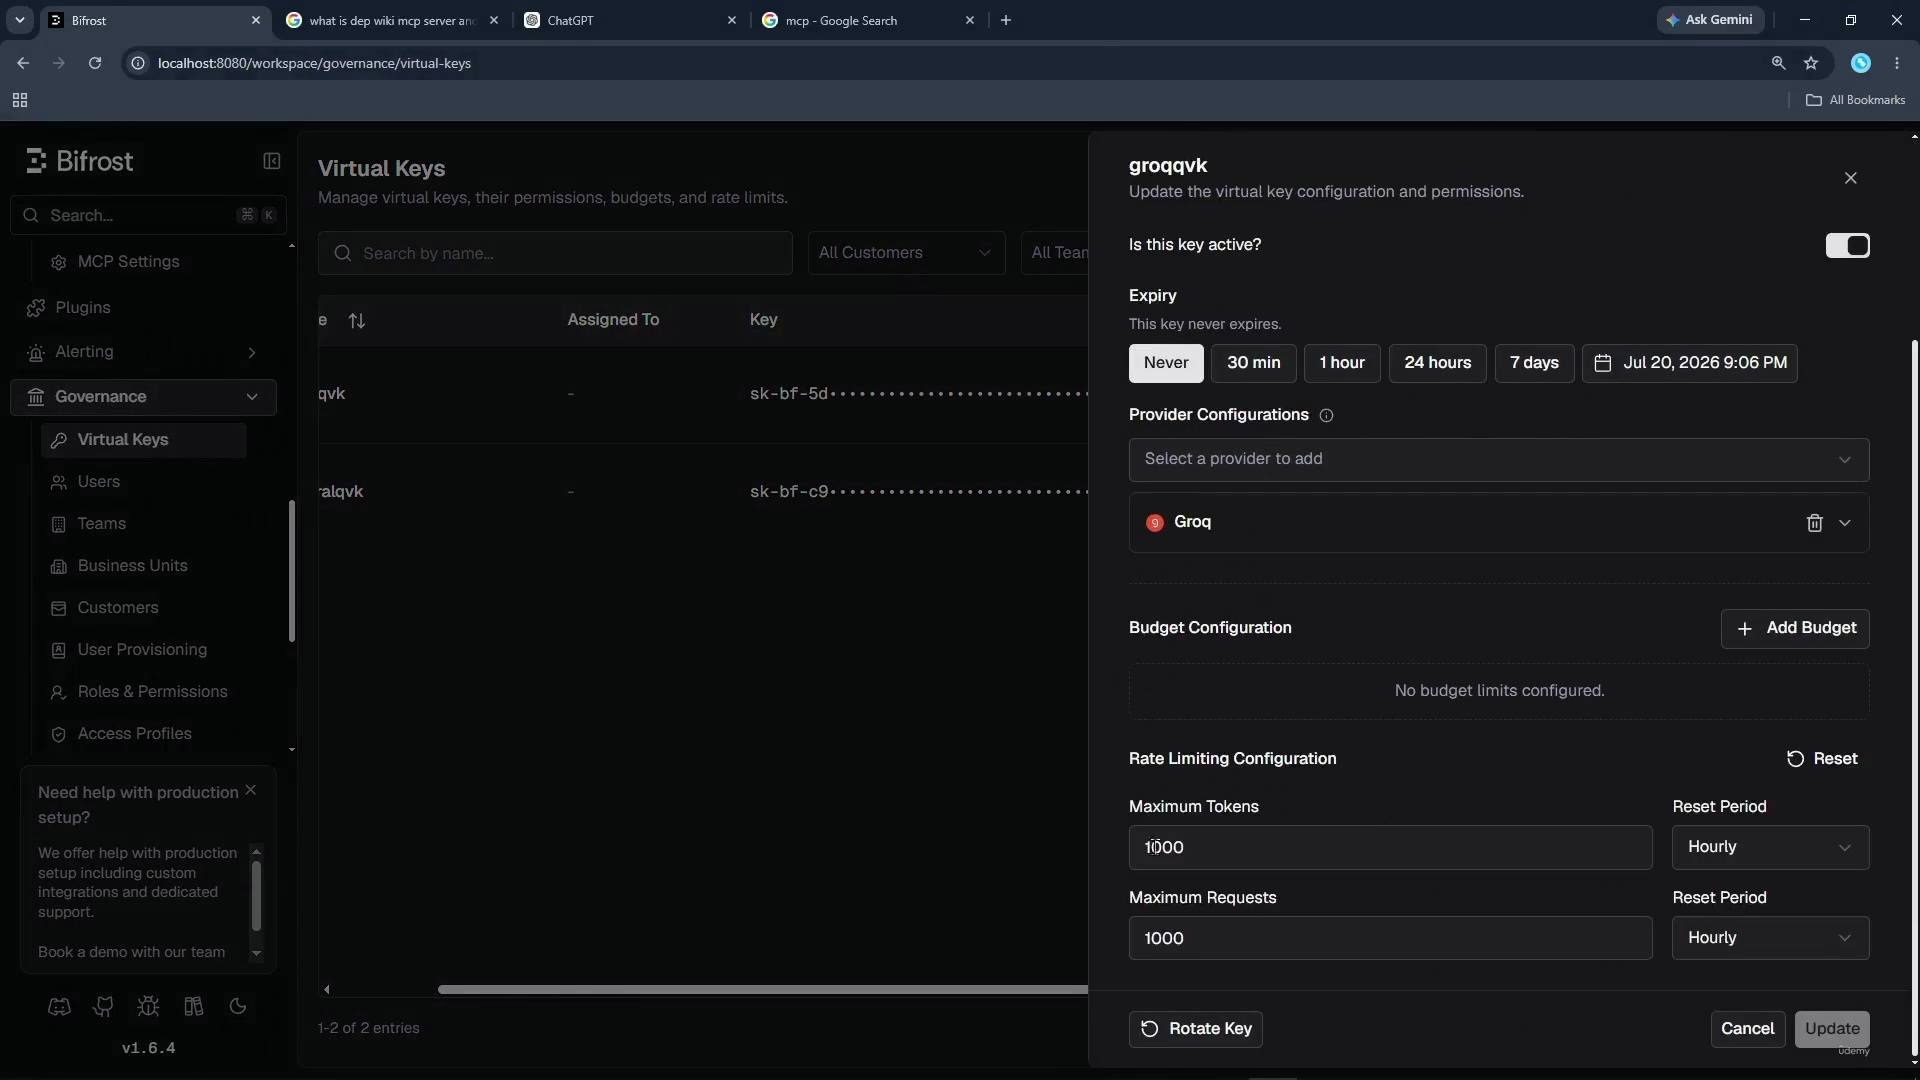 Bifrost
what is dep wiki mcp server and
ChatGPT
mcp - Google Search
Ask Gemini
localhost:8080/workspace/governance/virtual-keys
All Bookmarks
Bifrost
Search...
⌘ K
MCP Settings
Plugins
Alerting
Governance
Virtual Keys
Users
Teams
Business Units
Customers
User Provisioning
Roles & Permissions
Access Profiles
Need help with production
setup?
We offer help with production
setup including custom
integrations and dedicated
support.
Book a demo with our team
v1.6.4
Virtual Keys
Manage virtual keys, their permissions, budgets, and rate limits.
Search by name...
All Customers
All Tean
e
Assigned To
Key
qvk
-
sk-bf-5d••••••••••••••••••••••
ralqvk
-
sk-bf-c9••••••••••••••••••••••
1-2 of 2 entries
groqqvk
Update the virtual key configuration and permissions.
Is this key active?
Expiry
This key never expires.
Never
30 min
1 hour
24 hours
7 days
Jul 20, 2026 9:06 PM
Provider Configurations
Select a provider to add
Groq
Budget Configuration
+ Add Budget
No budget limits configured.
Rate Limiting Configuration
Reset
Maximum Tokens
Reset Period
1000
Hourly
Maximum Requests
Reset Period
1000
Hourly
Rotate Key
Cancel
Update
ûdemy